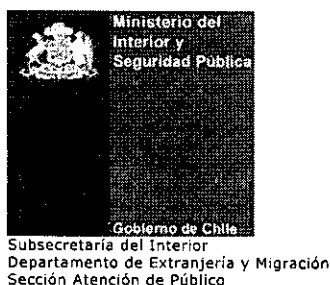 Ministerio del
Interior y
Seguridad Pública
Gobierno de Chile
Subsecretaría del Interior
Departamento de Extranjería y Migración
Sección Atención de Público